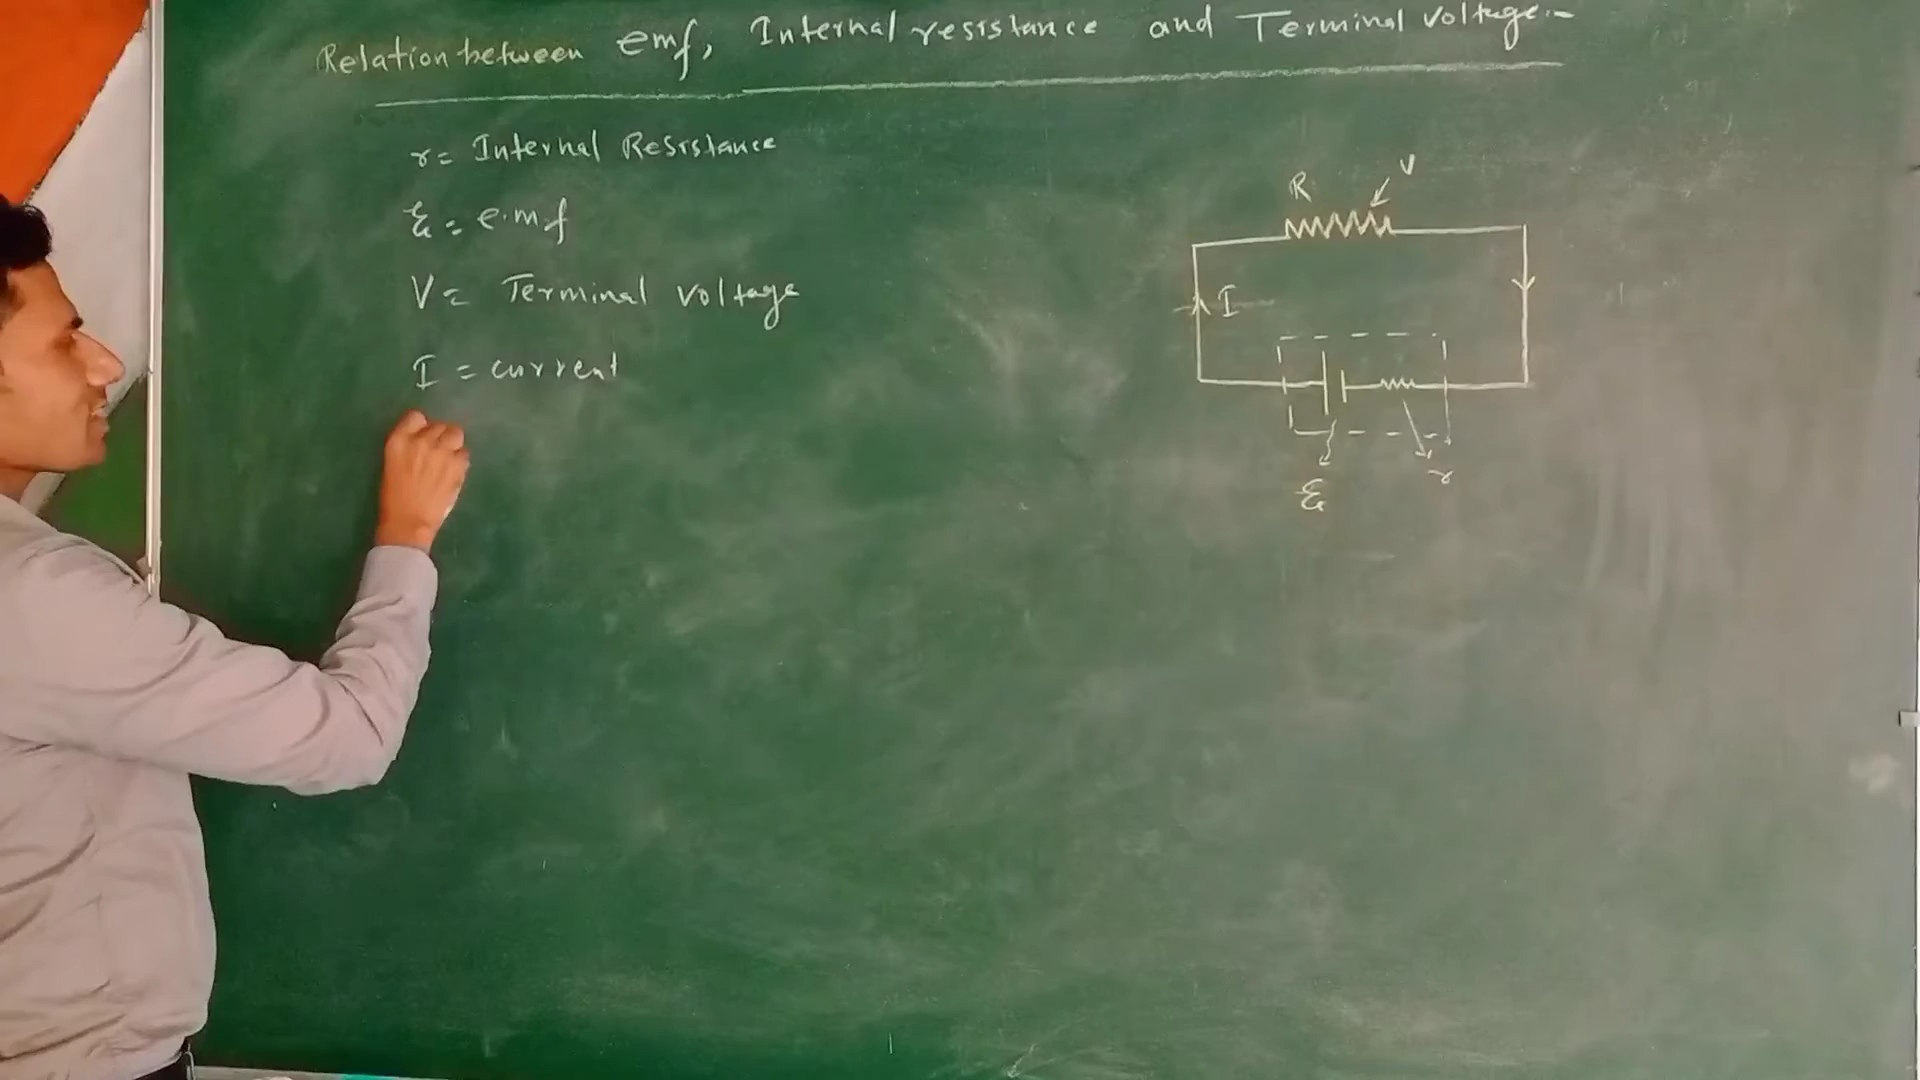 Relation between emf, Internal resistance and Terminal voltage:-
r = Internal Resistance
ℰ = e.m.f
V = Terminal voltage
I = current
R
V
I
ℰ
r